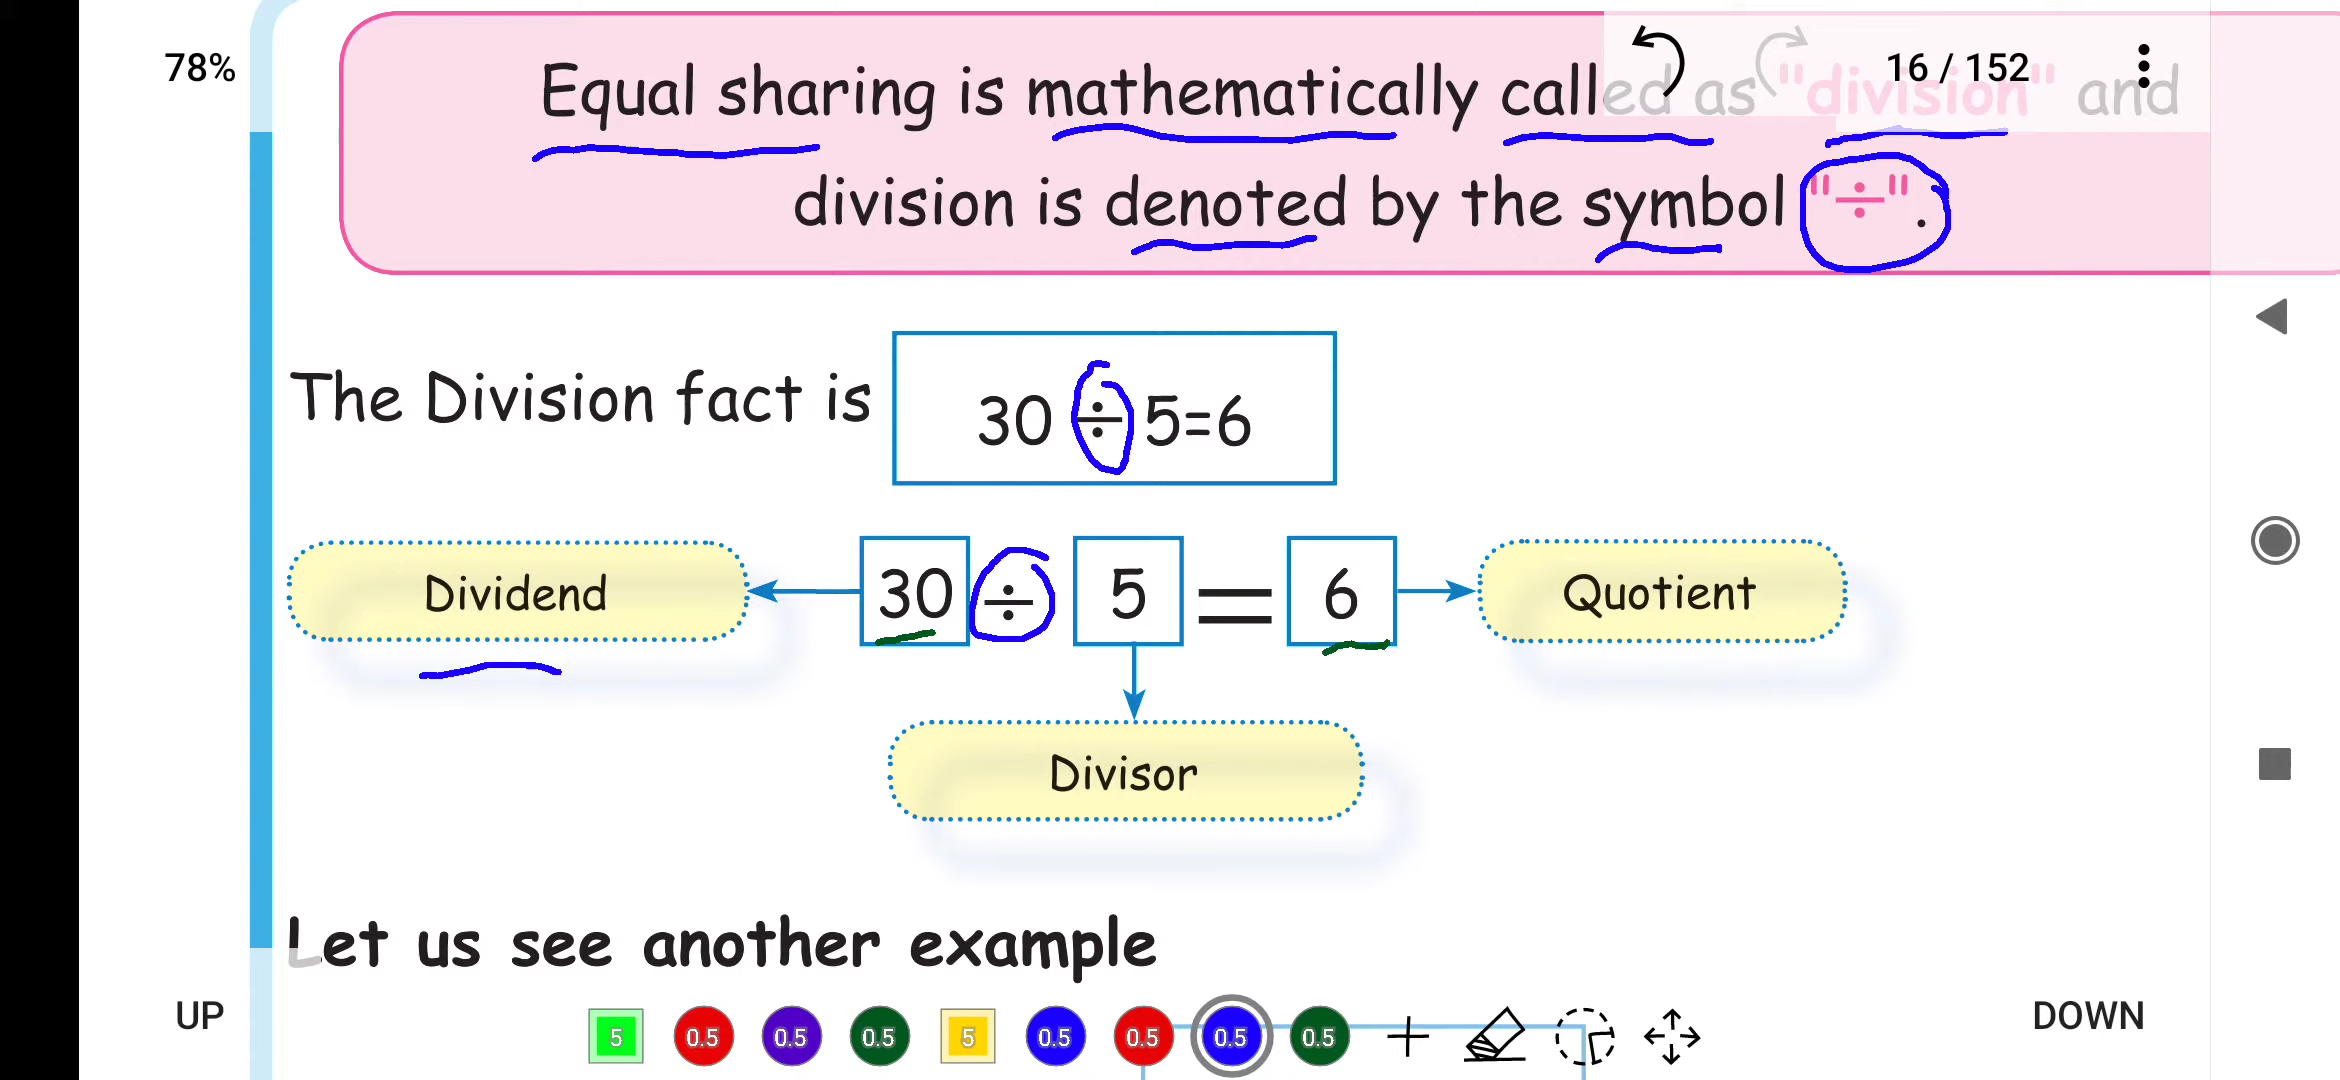 78%
16 / 152
Equal sharing is mathematically called as "division" and
division is denoted by the symbol "÷".
The Division fact is
30 ÷ 5=6
Dividend
30 ÷ 5 = 6
Quotient
Divisor
Let us see another example
UP
DOWN
5 0.5 0.5 0.5 5 0.5 0.5 0.5 0.5